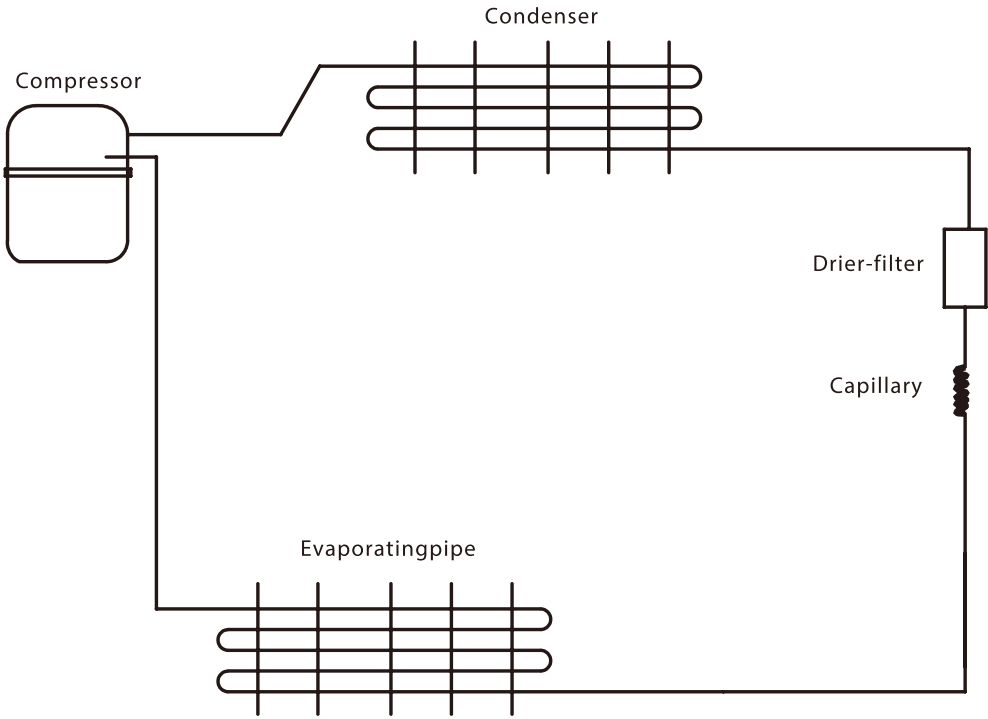 Condenser
Compressor
Drier-filter
Capillary
Evaporatingpipe